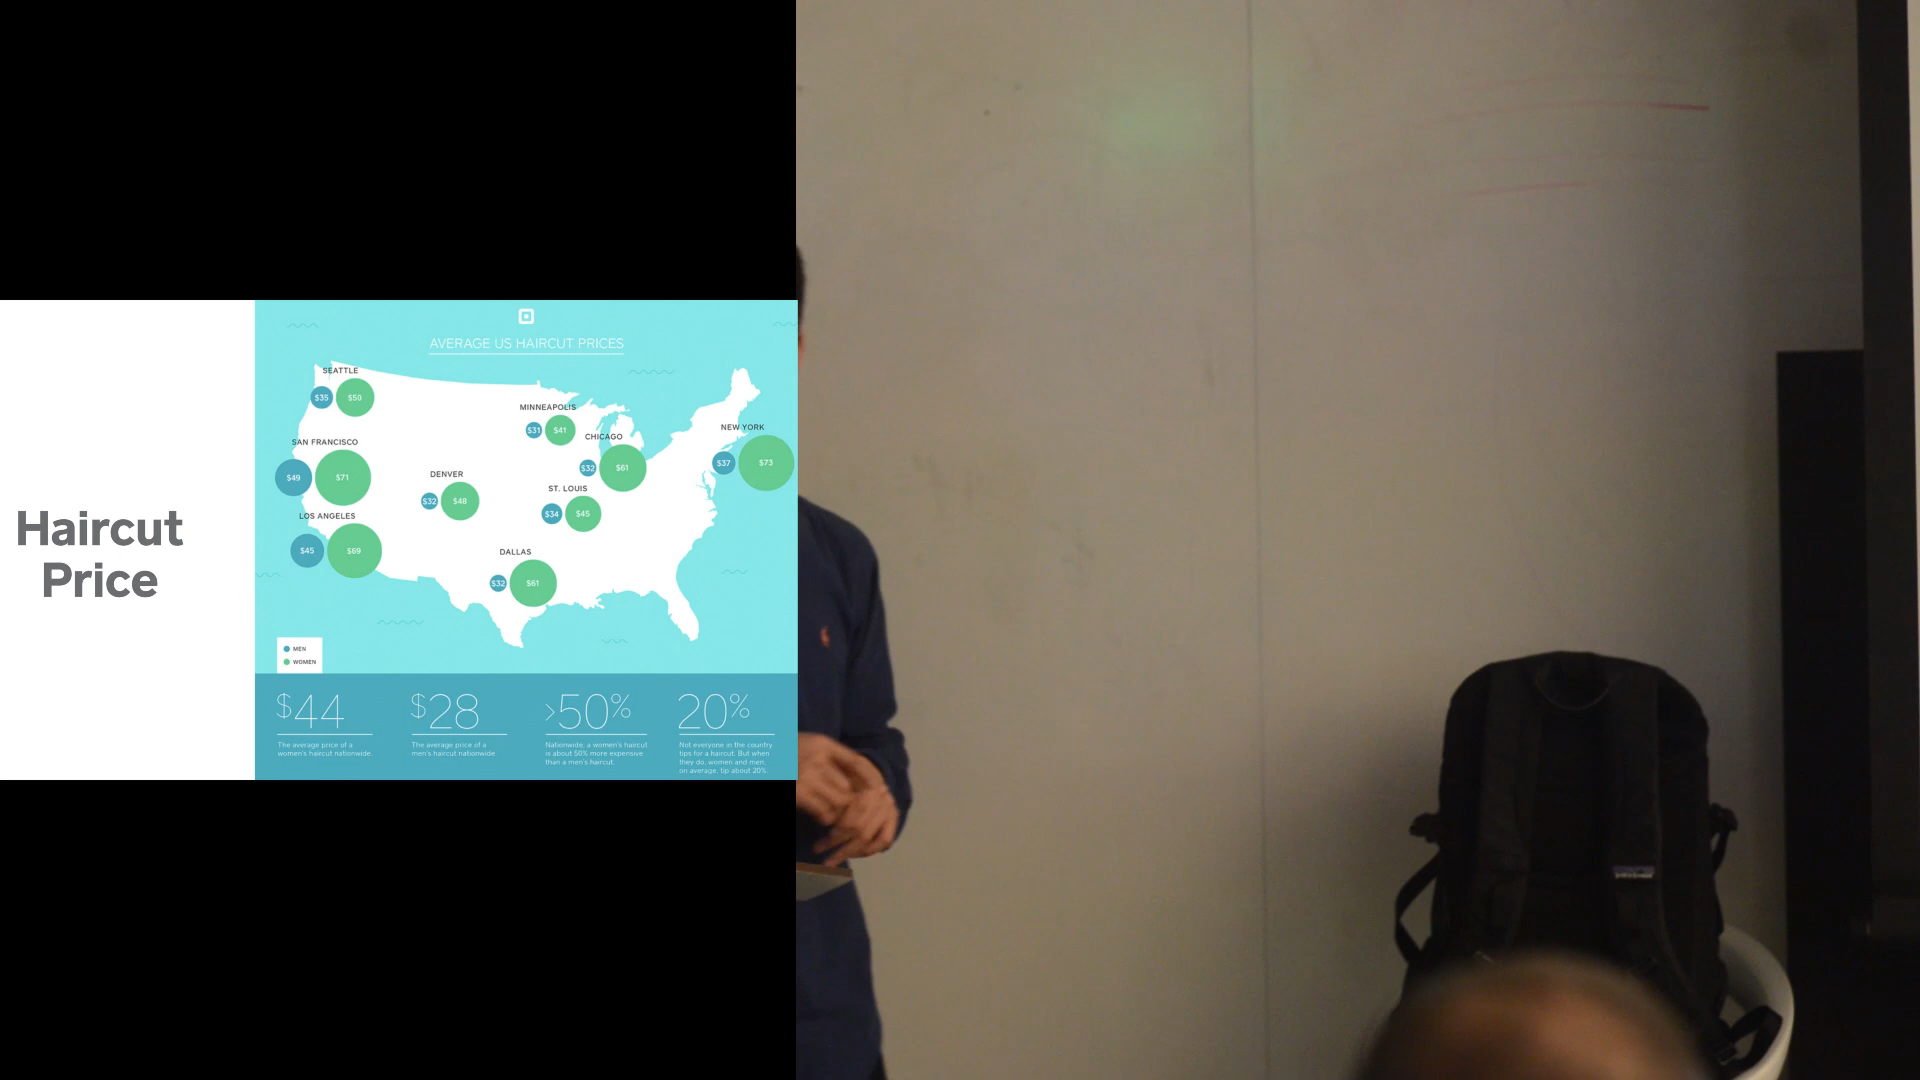 Haircut
Price
AVERAGE US HAIRCUT PRICES
SEATTLE
$35
$50
MINNEAPOLIS
$31
$41
CHICAGO
$32
$61
NEW YORK
$37
$73
SAN FRANCISCO
$49
$71
DENVER
$32
$48
ST. LOUIS
$34
$45
LOS ANGELES
$45
$69
DALLAS
$32
$61
MEN
WOMEN
$44
The average price of a
women's haircut nationwide.
$28
The average price of a
men's haircut nationwide
>50%
Nationwide, a women's haircut
is about 50% more expensive
than a men's haircut.
20%
Not everyone in the country
tips for a haircut. But when
they do, women and men,
on average, tip about 20%